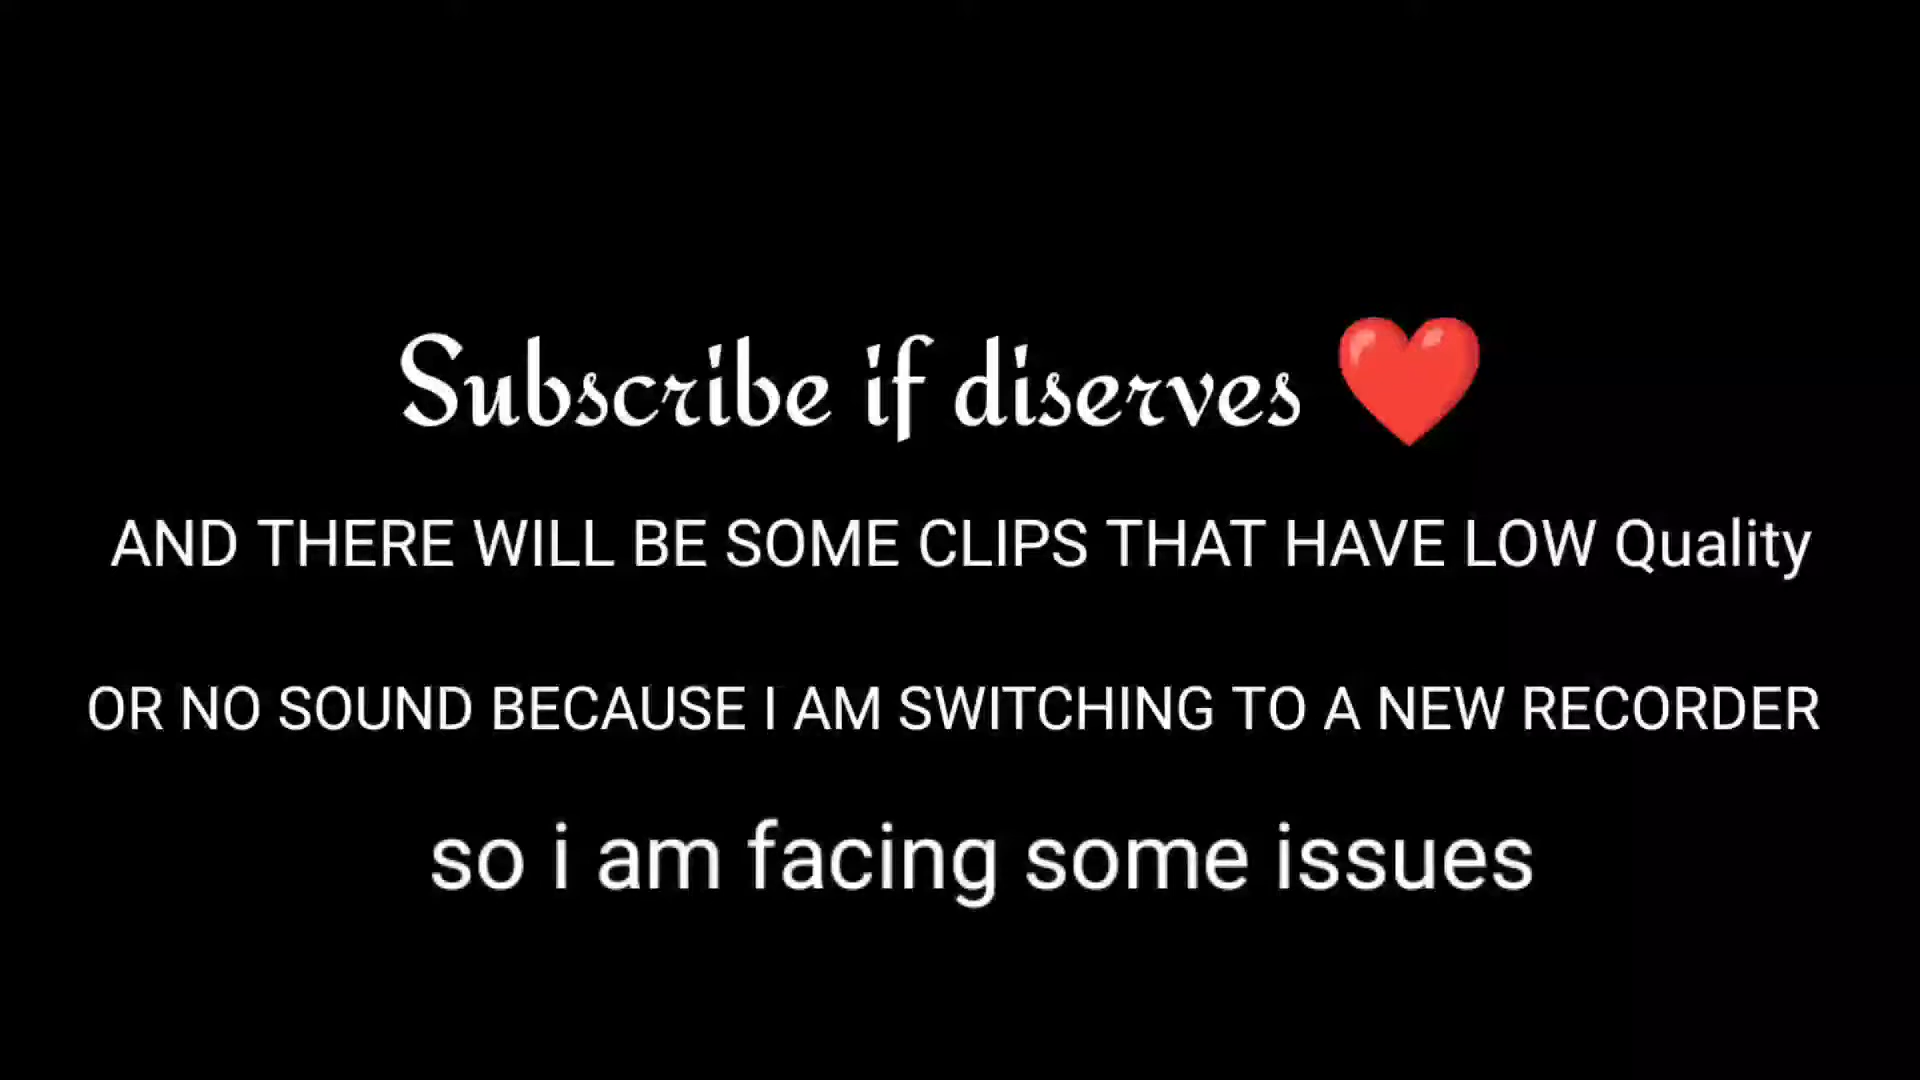 Subscribe if diserves ❤️
AND THERE WILL BE SOME CLIPS THAT HAVE LOW Quality
OR NO SOUND BECAUSE I AM SWITCHING TO A NEW RECORDER
so i am facing some issues